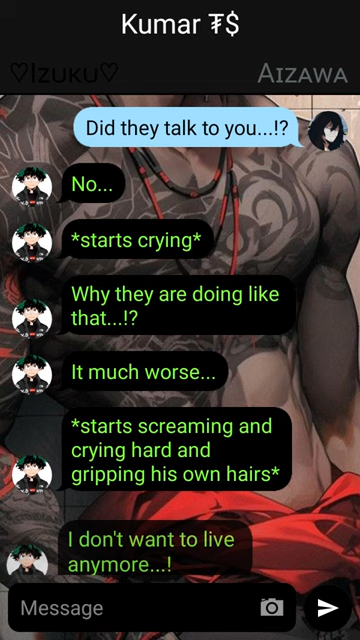 Kumar ₮$
♡Izuku♡
Aizawa
Did they talk to you...!?
No...
*starts crying*
Why they are doing like
that...!?
It much worse...
*starts screaming and
crying hard and
gripping his own hairs*
I don't want to live
anymore...!
Message